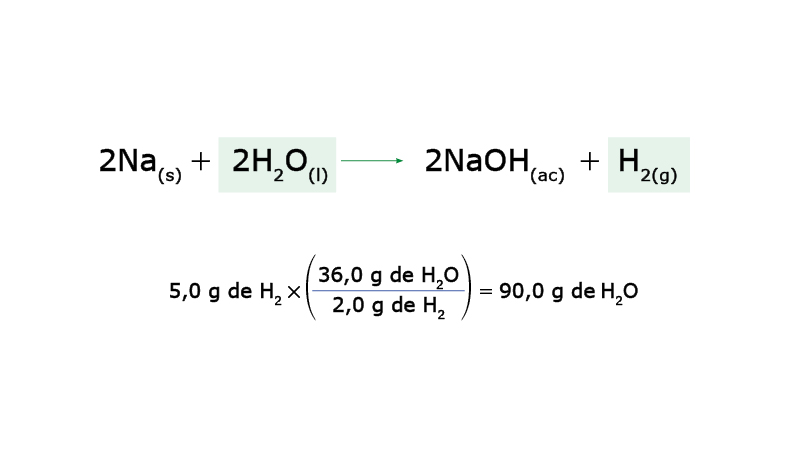 2Na(s) + 2H₂O(l) → 2NaOH(ac) + H₂(g)
5,0 g de H₂ × (36,0 g de H₂O / 2,0 g de H₂) = 90,0 g de H₂O